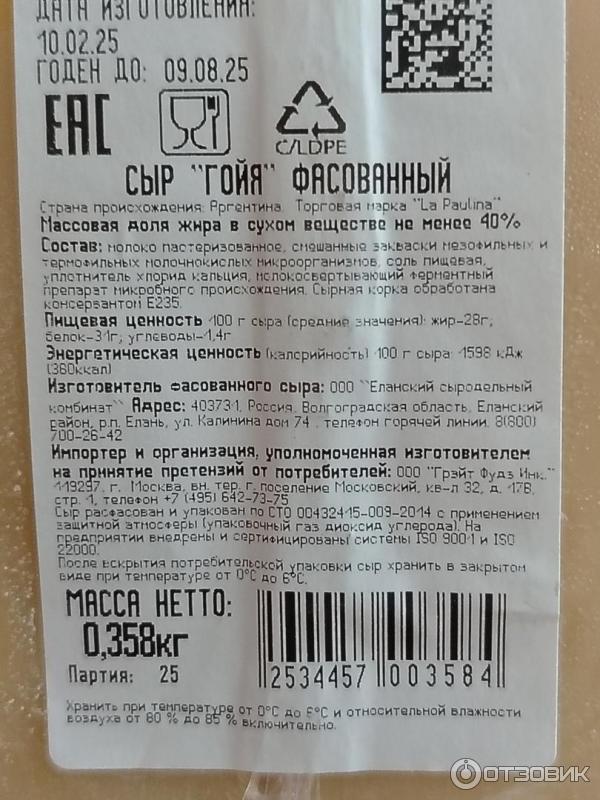 ДАТА ИЗГОТОВЛЕНИЯ:
10.02.25
ГОДЕН ДО: 09.08.25
EAC
C/LDPE
СЫР "ГОЙЯ" ФАСОВАННЫЙ
Страна происхождения: Аргентина. Торговая марка "La Paulina"
Массовая доля жира в сухом веществе не менее 40%
Состав: молоко пастеризованное, смешанные закваски мезофильных и
термофильных молочнокислых микроорганизмов, соль пищевая,
уплотнитель хлорид кальция, молокосвертывающий ферментный
препарат микробного происхождения. Сырная корка обработана
консервантом Е235.
Пищевая ценность 100 г сыра (средние значения): жир-28г;
белок-31г; углеводы-1,4г
Энергетическая ценность (калорийность) 100 г сыра: 1598 кДж
(380ккал)
Изготовитель фасованного сыра: ООО "Еланский сыродельный
комбинат" Адрес: 403731, Россия, Волгоградская область, Еланский
район, р.п. Елань, ул. Калинина дом 74 , телефон горячей линии: 8(800)
700-26-42
Импортер и организация, уполномоченная изготовителем
на принятие претензий от потребителей: ООО "Грэйт Фудз Инк."
119297, г. Москва, вн. тер. г. поселение Московский, кв-л 32, д. 17В,
стр. 1, телефон +7 (495) 642-73-75
Сыр расфасован и упакован по СТО 00432415-009-2014 с применением
защитной атмосферы (упаковочный газ диоксид углерода). На
предприятии внедрены и сертифицированы системы ISO 9001 и ISO
22000.
После вскрытия потребительской упаковки сыр хранить в закрытом
виде при температуре от 0°С до 6°С.
МАССА НЕТТО:
0,358кг
Партия: 25
2534457 003584
Хранить при температуре от 0°С до 6°С и относительной влажности
воздуха от 80 % до 85 % включительно.
ОТЗОВИК